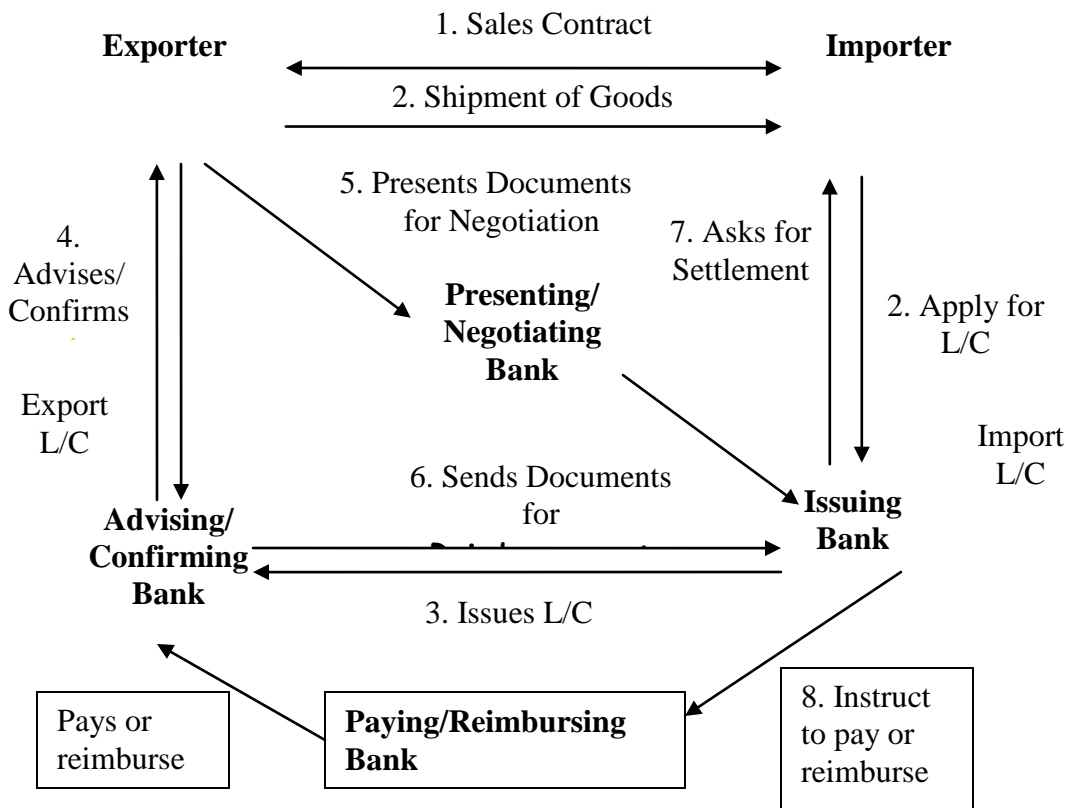 1. Sales Contract
Exporter
Importer
2. Shipment of Goods
5. Presents Documents
for Negotiation
4.
Advises/
Confirms
7. Asks for
Settlement
Presenting/
Negotiating
Bank
2. Apply for
L/C
Export
L/C
Import
L/C
6. Sends Documents
for
Issuing
Bank
Advising/
Confirming
Bank
3. Issues L/C
Pays or
reimburse
Paying/Reimbursing
Bank
8. Instruct
to pay or
reimburse